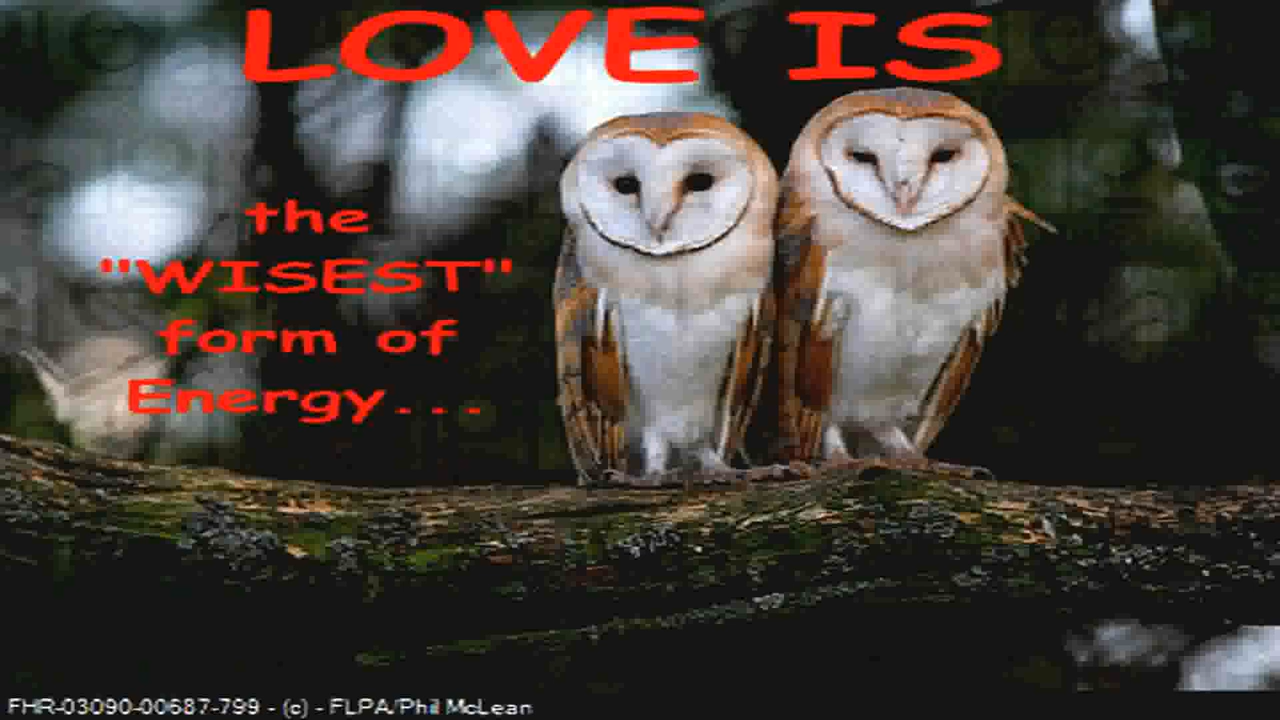 LOVE IS
the
"WISEST"
form of
Energy...
FHR-03090-00687-799 - (c) - FLPA/Phil McLean